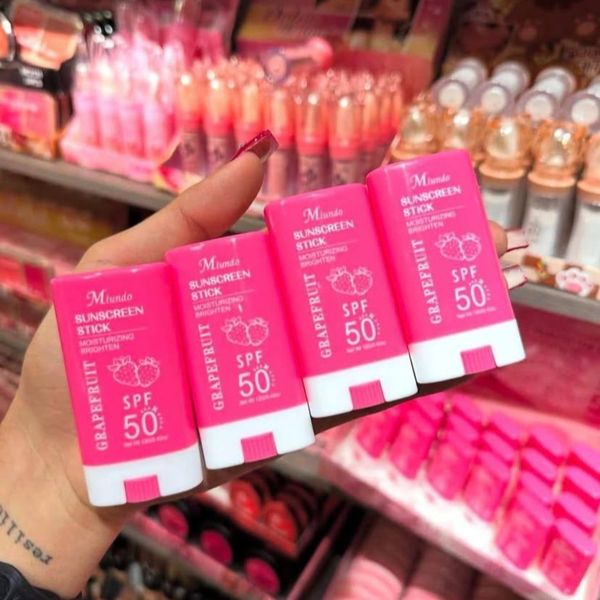 Miundo
SUNSCREEN
STICK
MOISTURIZING
BRIGHTEN
GRAPEFRUIT
SPF
50
Miundo
SUNSCREEN
STICK
MOISTURIZING
BRIGHTEN
GRAPEFRUIT
SPF
50
Miundo
SUNSCREEN
STICK
MOISTURIZING
BRIGHTEN
GRAPEFRUIT
SPF
50
Miundo
SUNSCREEN
STICK
MOISTURIZING
BRIGHTEN
GRAPEFRUIT
SPF
50